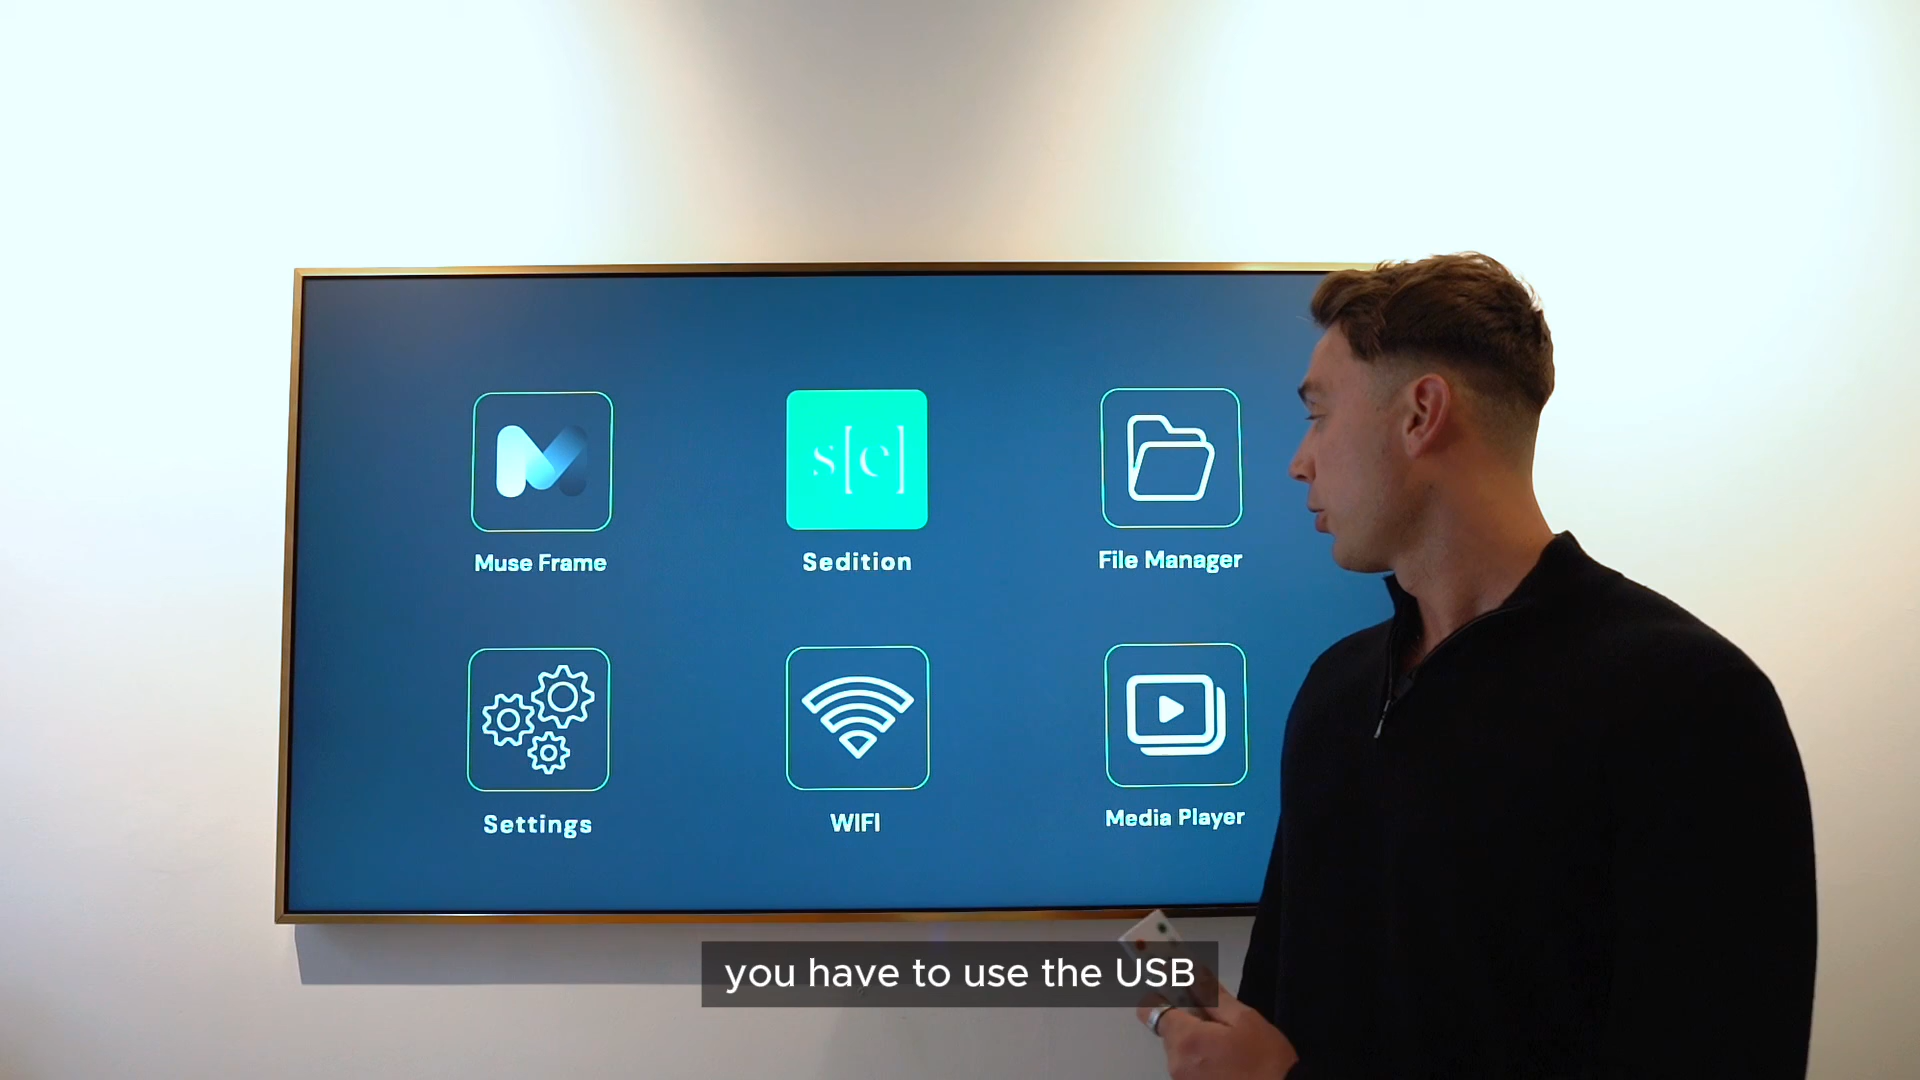 s[e]
Muse Frame
Sedition
File Manager
Settings
WIFI
Media Player
you have to use the USB